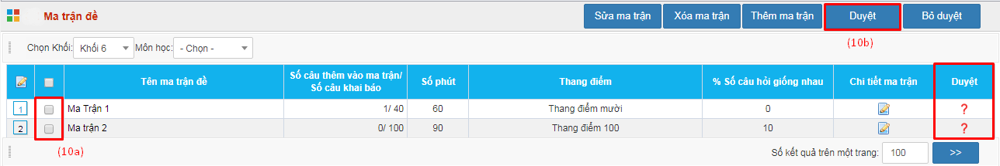 Ma trận đề
Sửa ma trận Xóa ma trận Thêm ma trận Duyệt Bỏ duyệt
(10b)
Chọn Khối: Khối 6 Môn học: - Chọn -
Tên ma trận đề Số câu thêm vào ma trận/ Số câu khai báo Số phút Thang điểm % Số câu hỏi giống nhau Chi tiết ma trận Duyệt
1 Ma Trận 1 1/ 40 60 Thang điểm mười 0 ?
2 Ma trận 2 0/ 100 90 Thang điểm 100 10 ?
(10a)
Số kết quả trên một trang: 100 >>